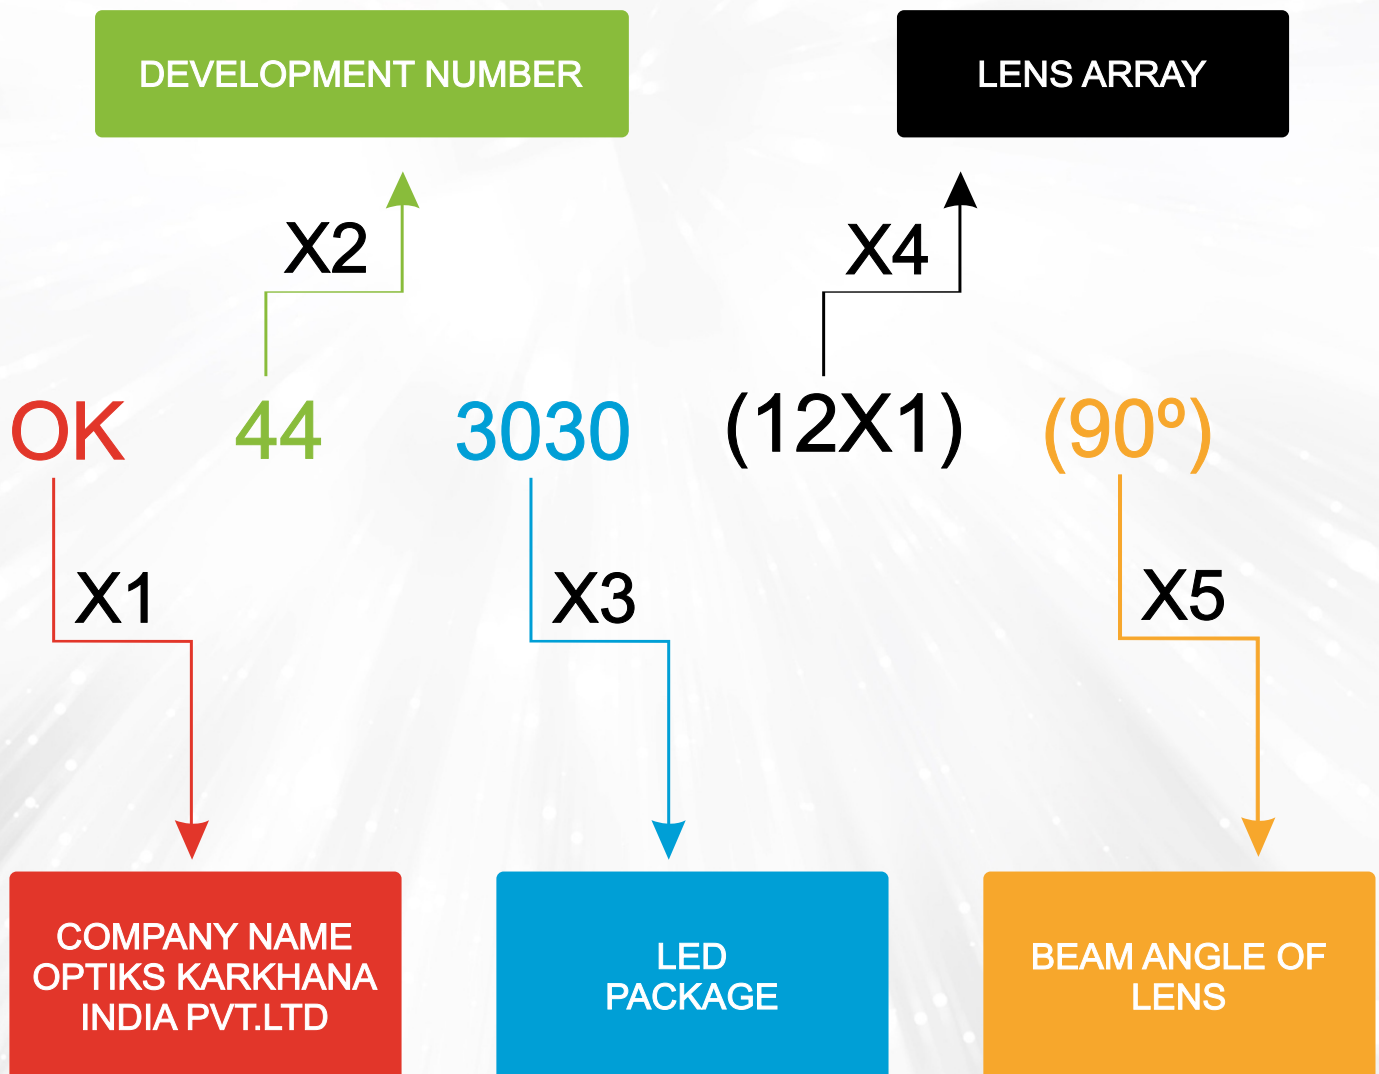 DEVELOPMENT NUMBER
LENS ARRAY
X2
X4
OK 44 3030 (12X1) (90º)
X1
X3
X5
COMPANY NAME
OPTIKS KARKHANA
INDIA PVT.LTD
LED
PACKAGE
BEAM ANGLE OF
LENS